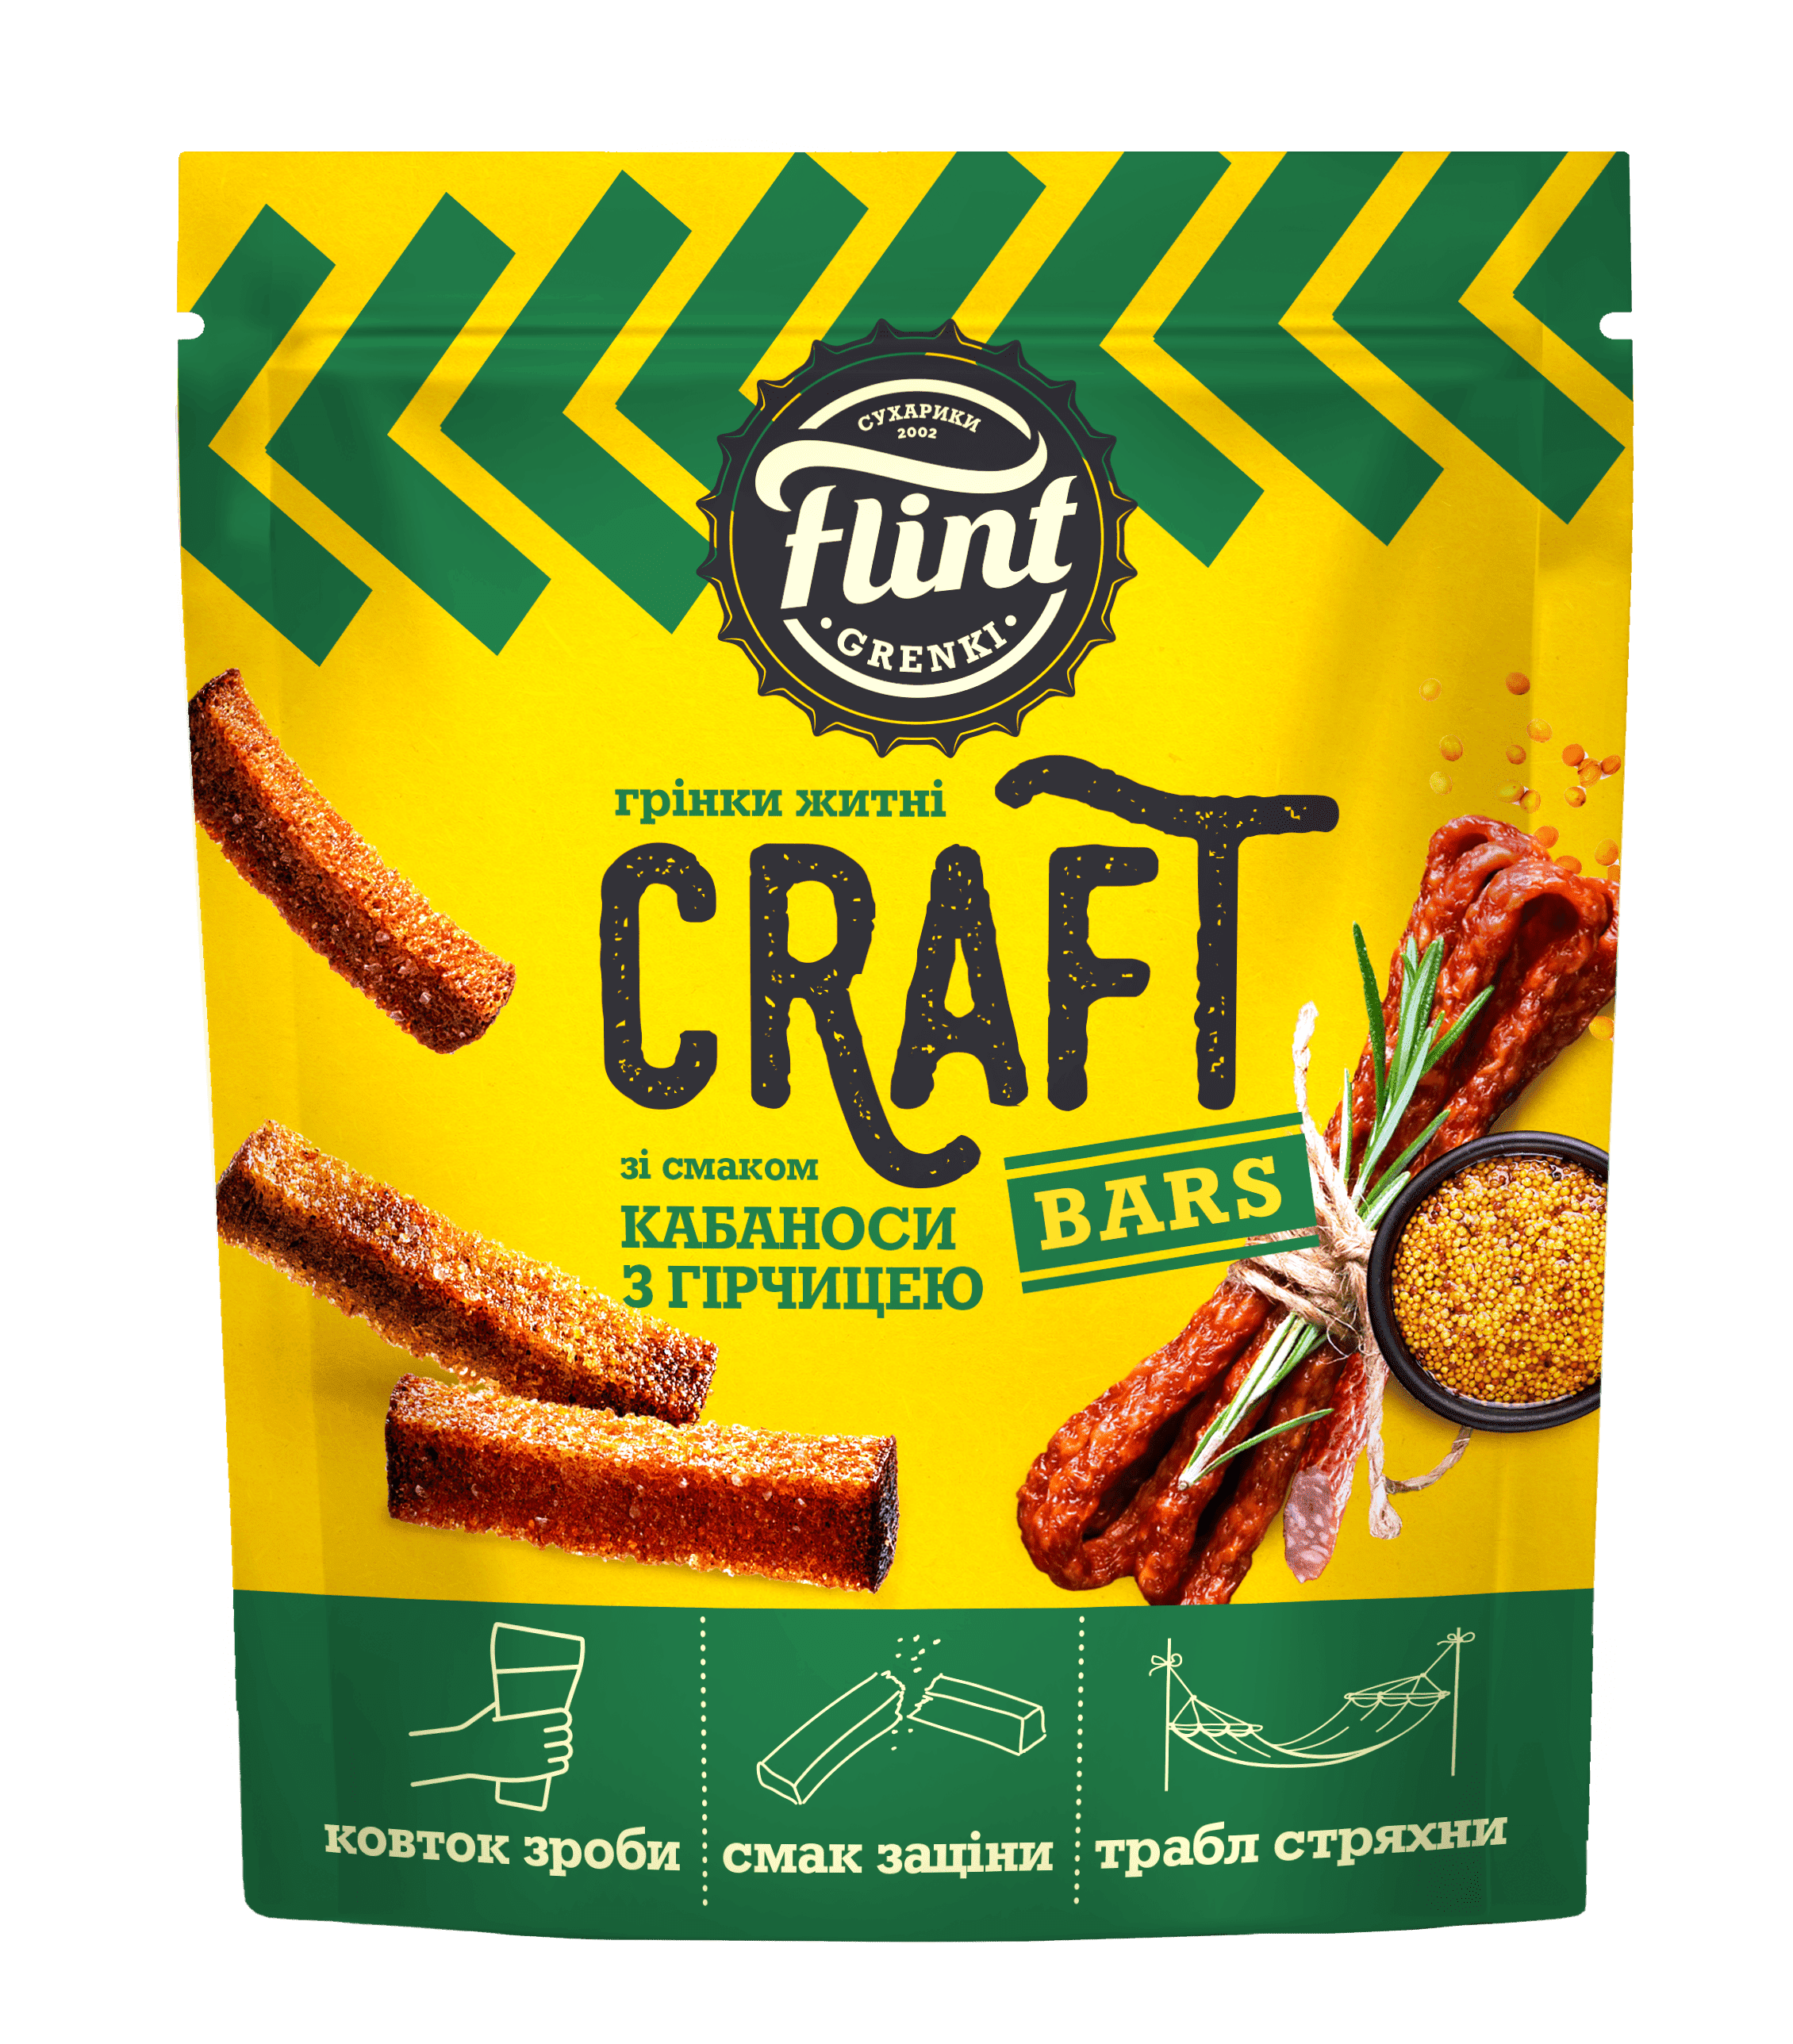 СУХАРИКИ
2002
flint
• GRENKI •
грінки житні
CRAFT
BARS
зі смаком
КАБАНОСИ
З ГІРЧИЦЕЮ
ковток зроби
смак заціни
трабл стряхни